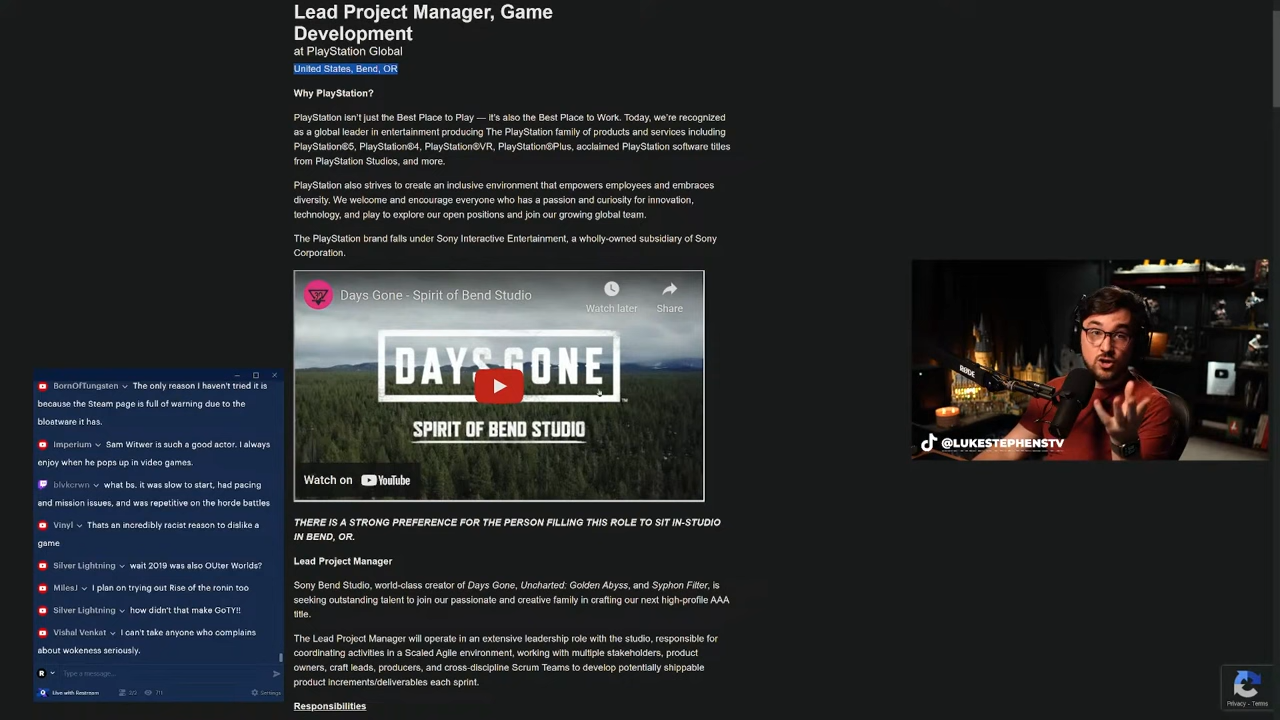 Lead Project Manager, Game
Development
at PlayStation Global
United States, Bend, OR
Why PlayStation?
PlayStation isn't just the Best Place to Play — it's also the Best Place to Work. Today, we're recognized
as a global leader in entertainment producing The PlayStation family of products and services including
PlayStation®5, PlayStation®4, PlayStation®VR, PlayStation®Plus, acclaimed PlayStation software titles
from PlayStation Studios, and more.
PlayStation also strives to create an inclusive environment that empowers employees and embraces
diversity. We welcome and encourage everyone who has a passion and curiosity for innovation,
technology, and play to explore our open positions and join our growing global team.
The PlayStation brand falls under Sony Interactive Entertainment, a wholly-owned subsidiary of Sony
Corporation.
Days Gone - Spirit of Bend Studio
Watch later
Share
DAYS GONE
SPIRIT OF BEND STUDIO
Watch on YouTube
THERE IS A STRONG PREFERENCE FOR THE PERSON FILLING THIS ROLE TO SIT IN-STUDIO
IN BEND, OR.
Lead Project Manager
Sony Bend Studio, world-class creator of Days Gone, Uncharted: Golden Abyss, and Syphon Filter, is
seeking outstanding talent to join our passionate and creative family in crafting our next high-profile AAA
title.
The Lead Project Manager will operate in an extensive leadership role with the studio, responsible for
coordinating activities in a Scaled Agile environment, working with multiple stakeholders, product
owners, craft leads, producers, and cross-discipline Scrum Teams to develop potentially shippable
product increments/deliverables each sprint.
Responsibilities
BornOfTungsten The only reason I haven't tried it is
because the Steam page is full of warning due to the
bloatware it has.
Imperium Sam Witwer is such a good actor. I always
enjoy when he pops up in video games.
blvkcrwn what bs. it was slow to start, had pacing
and mission issues, and was repetitive on the horde battles
Vinyl Thats an incredibly racist reason to dislike a
game
Silver Lightning wait 2019 was also OUter Worlds?
MilesJ I plan on trying out Rise of the ronin too
Silver Lightning how didn't that make GoTY!!
Vishal Venkat I can't take anyone who complains
about wokeness seriously.
R Type a message...
Live with Restream
Settings
RØDE
@LUKESTEPHENSTV
Privacy - Terms